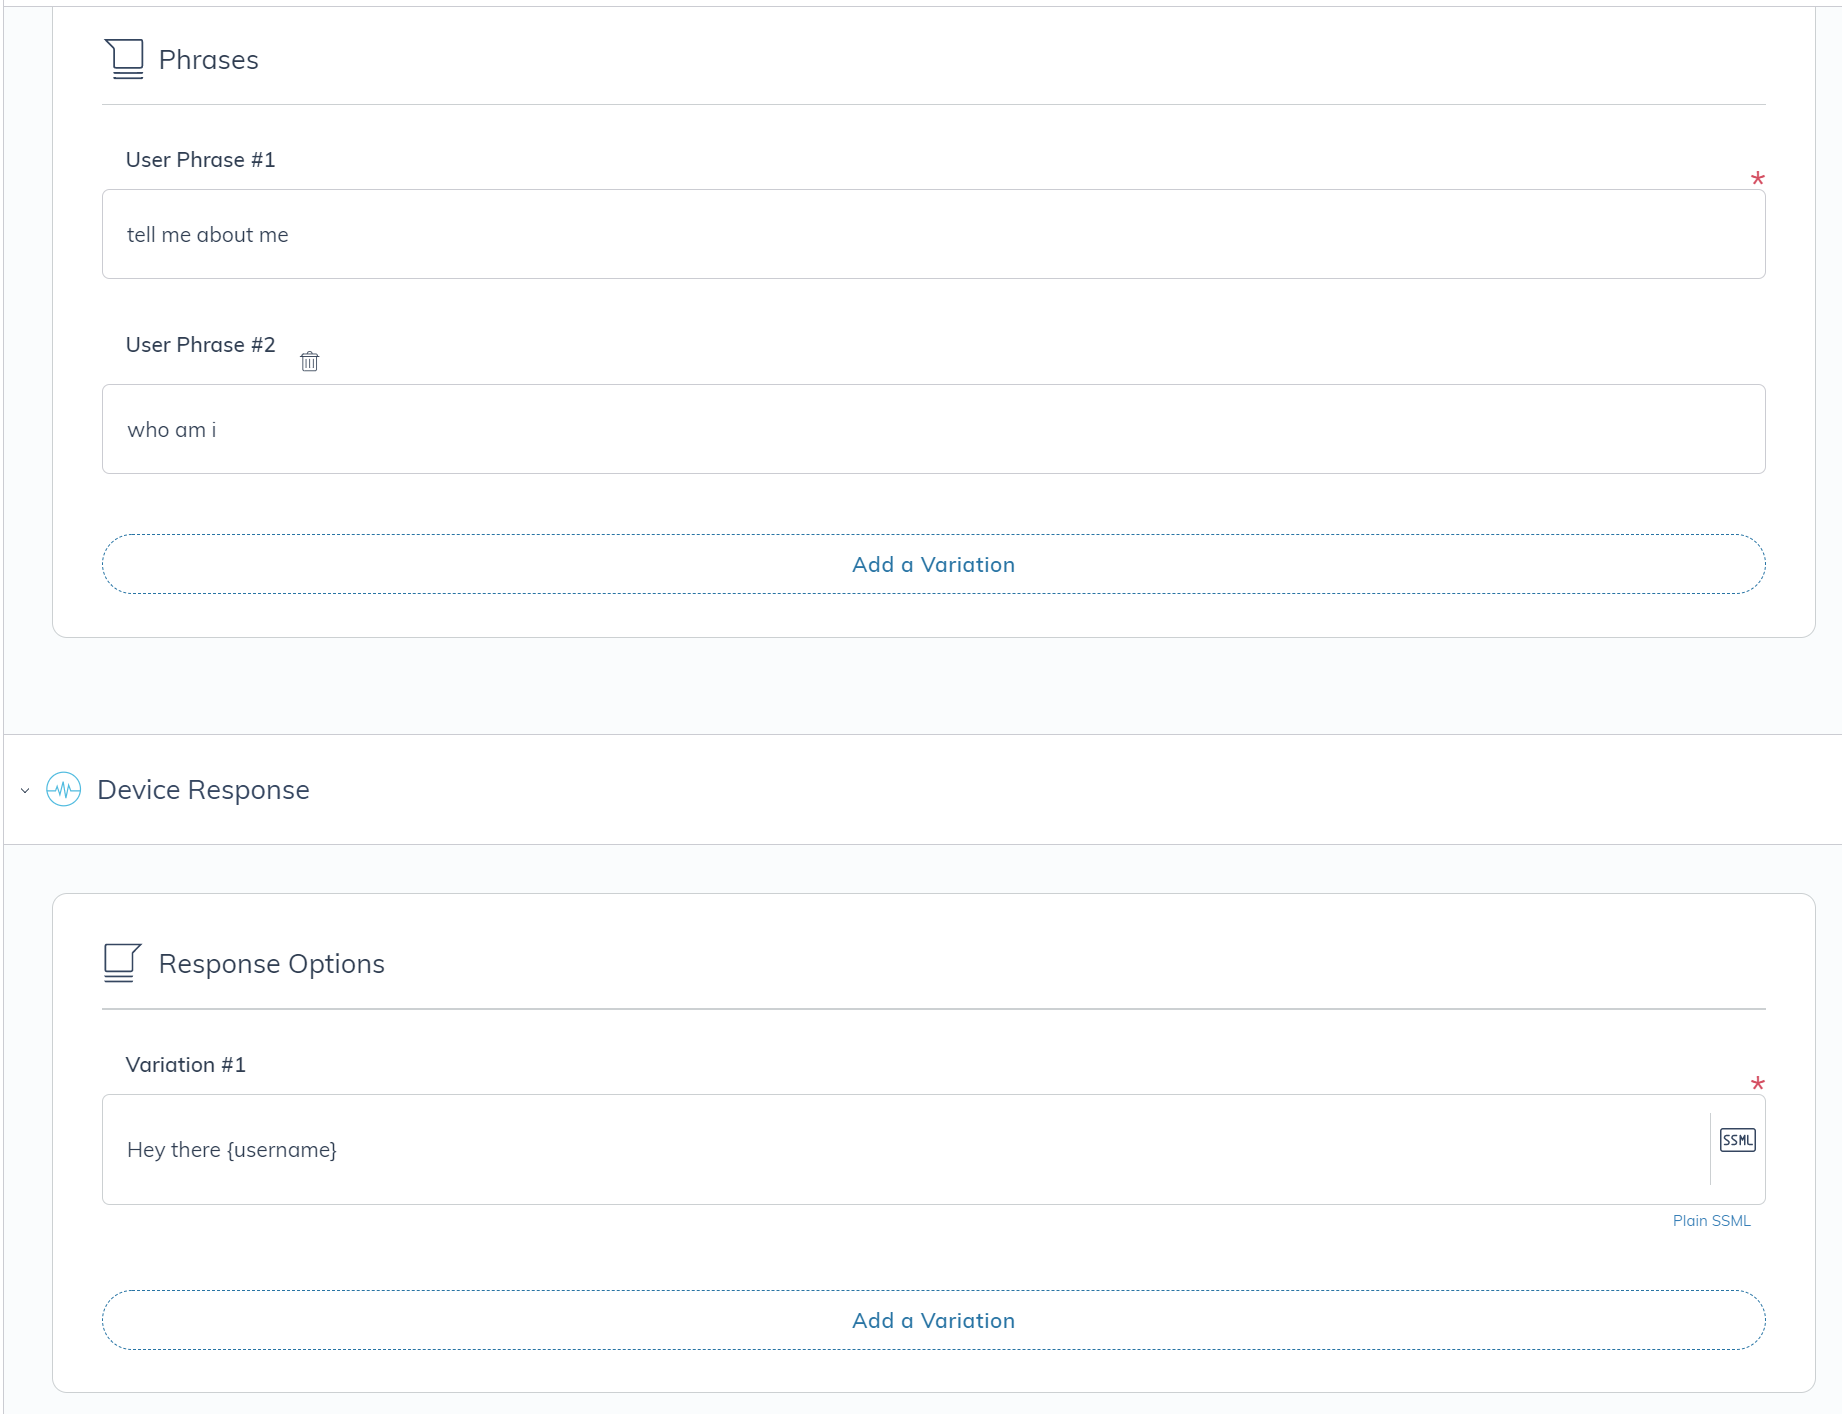 Phrases
User Phrase #1
*
tell me about me
User Phrase #2
who am i
Add a Variation
Device Response
Response Options
Variation #1
*
Hey there {username}
SSML
Plain SSML
Add a Variation